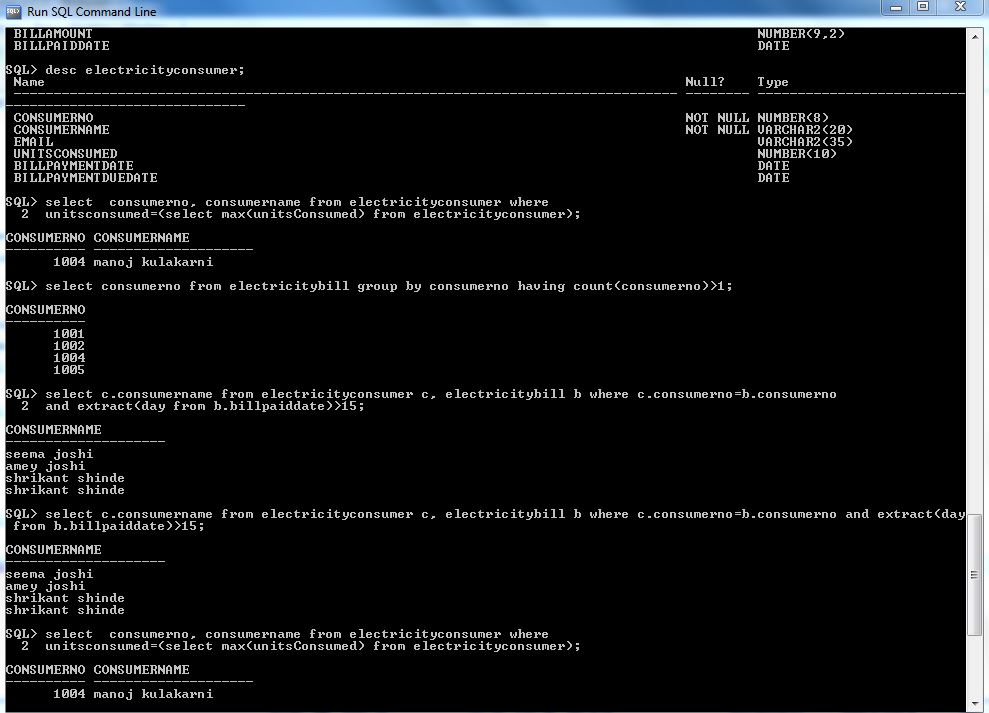 Run SQL Command Line
BILLAMOUNT NUMBER(9,2)
BILLPAIDDATE DATE
SQL> desc electricityconsumer;
Name Null? Type
CONSUMERNO NOT NULL NUMBER(8)
CONSUMERNAME NOT NULL VARCHAR2(20)
EMAIL VARCHAR2(35)
UNITSCONSUMED NUMBER(10)
BILLPAYMENTDATE DATE
BILLPAYMENTDUEDATE DATE
SQL> select  consumerno, consumername from electricityconsumer where
2  unitsconsumed=(select max(unitsConsumed) from electricityconsumer);
CONSUMERNO CONSUMERNAME
1004 manoj kulakarni
SQL> select consumerno from electricitybill group by consumerno having count(consumerno)>1;
CONSUMERNO
1001
1002
1004
1005
SQL> select c.consumername from electricityconsumer c, electricitybill b where c.consumerno=b.consumerno
2  and extract(day from b.billpaiddate)>15;
CONSUMERNAME
seema joshi
amey joshi
shrikant shinde
shrikant shinde
SQL> select c.consumername from electricityconsumer c, electricitybill b where c.consumerno=b.consumerno and extract(day
from b.billpaiddate)>15;
CONSUMERNAME
seema joshi
amey joshi
shrikant shinde
shrikant shinde
SQL> select  consumerno, consumername from electricityconsumer where
2  unitsconsumed=(select max(unitsConsumed) from electricityconsumer);
CONSUMERNO CONSUMERNAME
1004 manoj kulakarni